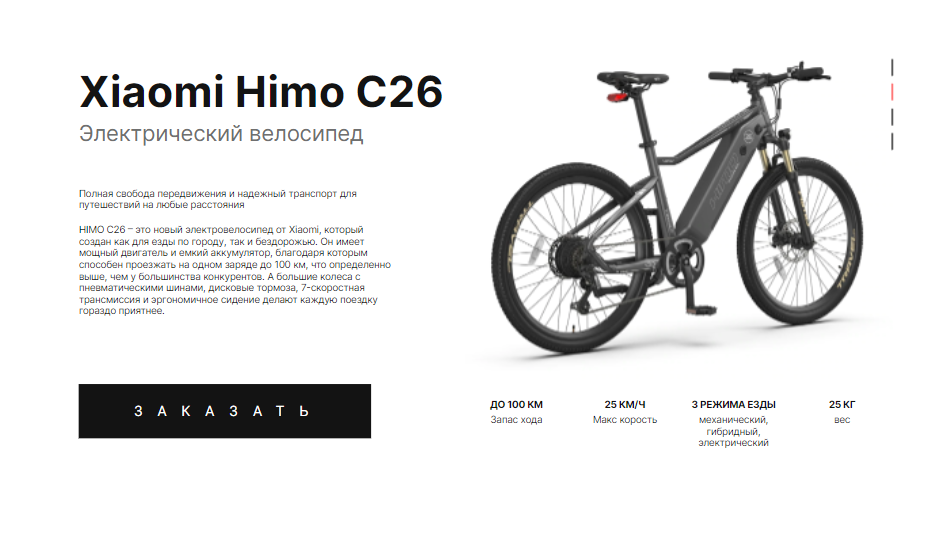 Xiaomi Himo C26
Электрический велосипед
Полная свобода передвижения и надежный транспорт для
путешествий на любые расстояния
HIMO C26 – это новый электровелосипед от Xiaomi, который
создан как для езды по городу, так и бездорожью. Он имеет
мощный двигатель и емкий аккумулятор, благодаря которым
способен проезжать на одном заряде до 100 км, что определенно
выше, чем у большинства конкурентов. А большие колеса с
пневматическими шинами, дисковые тормоза, 7-скоростная
трансмиссия и эргономичное сидение делают каждую поездку
гораздо приятнее.
ЗАКАЗАТЬ
ДО 100 КМ
Запас хода
25 КМ/Ч
Макс корость
3 РЕЖИМА ЕЗДЫ
механический,
гибридный,
электрический
25 КГ
вес